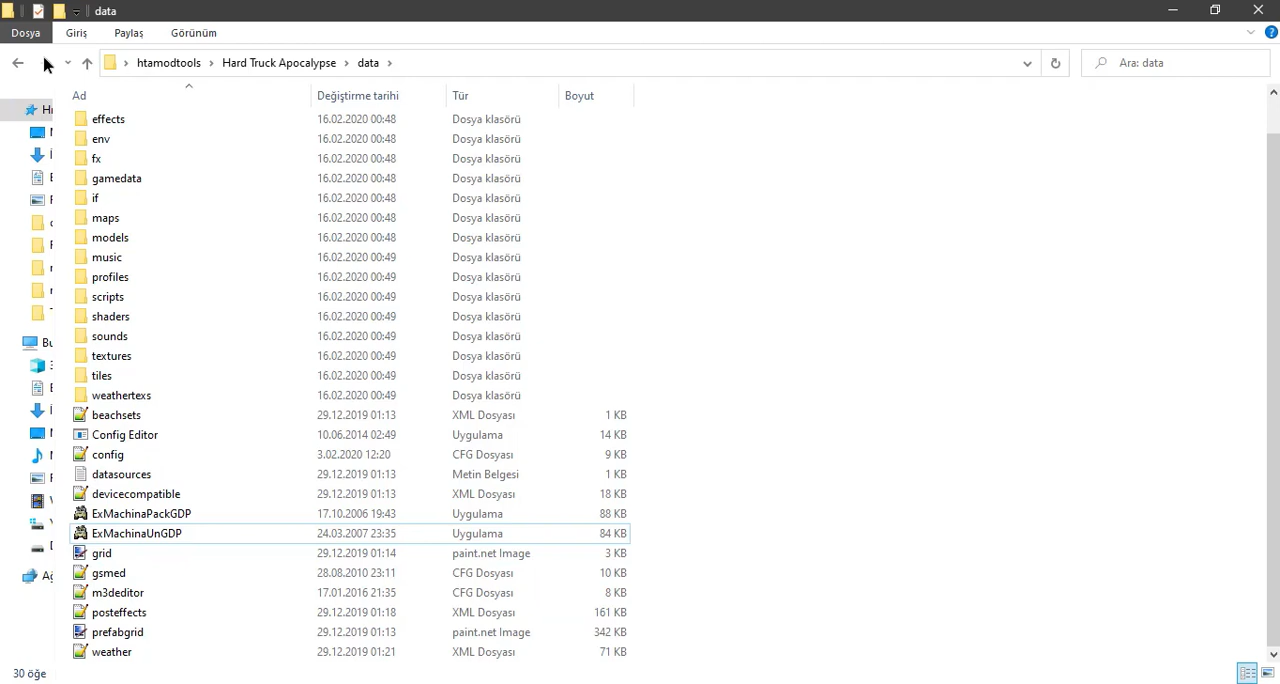 data
Dosya Giriş Paylaş Görünüm
htamodtools Hard Truck Apocalypse data Ara: data
Ad Değiştirme tarihi Tür Boyut
effects 16.02.2020 00:48 Dosya klasörü
env 16.02.2020 00:48 Dosya klasörü
fx 16.02.2020 00:48 Dosya klasörü
gamedata 16.02.2020 00:48 Dosya klasörü
if 16.02.2020 00:48 Dosya klasörü
maps 16.02.2020 00:48 Dosya klasörü
models 16.02.2020 00:48 Dosya klasörü
music 16.02.2020 00:49 Dosya klasörü
profiles 16.02.2020 00:49 Dosya klasörü
scripts 16.02.2020 00:49 Dosya klasörü
shaders 16.02.2020 00:49 Dosya klasörü
sounds 16.02.2020 00:49 Dosya klasörü
textures 16.02.2020 00:49 Dosya klasörü
tiles 16.02.2020 00:49 Dosya klasörü
weathertexs 16.02.2020 00:49 Dosya klasörü
beachsets 29.12.2019 01:13 XML Dosyası 1 KB
Config Editor 10.06.2014 02:49 Uygulama 14 KB
config 3.02.2020 12:20 CFG Dosyası 9 KB
datasources 29.12.2019 01:13 Metin Belgesi 1 KB
devicecompatible 29.12.2019 01:13 XML Dosyası 18 KB
ExMachinaPackGDP 17.10.2006 19:43 Uygulama 88 KB
ExMachinaUnGDP 24.03.2007 23:35 Uygulama 84 KB
grid 29.12.2019 01:14 paint.net Image 3 KB
gsmed 28.08.2010 23:11 CFG Dosyası 10 KB
m3deditor 17.01.2016 21:35 CFG Dosyası 8 KB
posteffects 29.12.2019 01:18 XML Dosyası 161 KB
prefabgrid 29.12.2019 01:13 paint.net Image 342 KB
weather 29.12.2019 01:21 XML Dosyası 71 KB
30 öğe